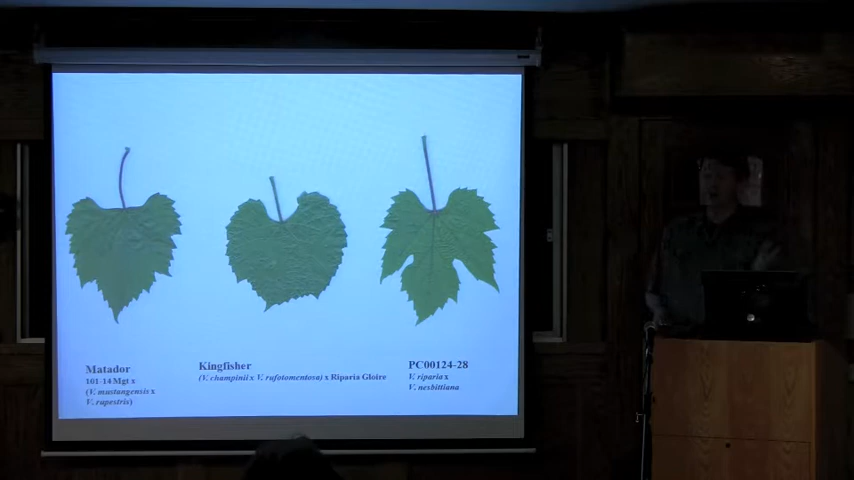 Matador
101-14 Mgt x
(V. mustangensis x
V. rupestris)
Kingfisher
(V. champinii x V. rufotomentosa) x Riparia Gloire
PC00124-28
V. riparia x
V. nesbittiana